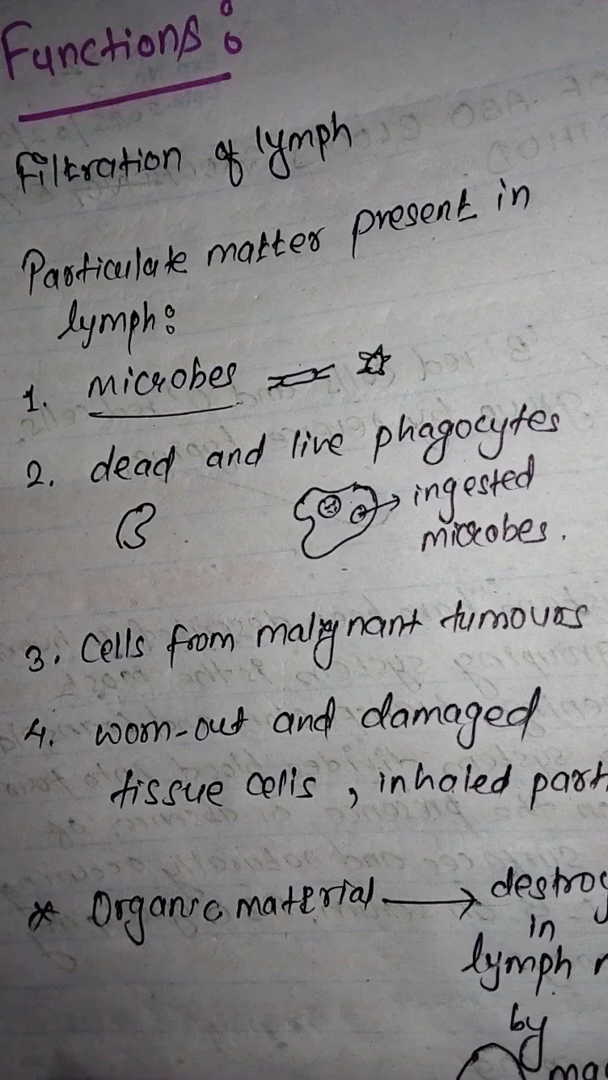 Functions:
Filtration of lymph
Particulate matter present in
lymph:
1. microbes
2. dead and live phagocytes
ingested
microbes.
3. Cells from malignant tumours
4. worn-out and damaged
tissue cells, inhaled part
* Organic material → destroy
in
lymph
by